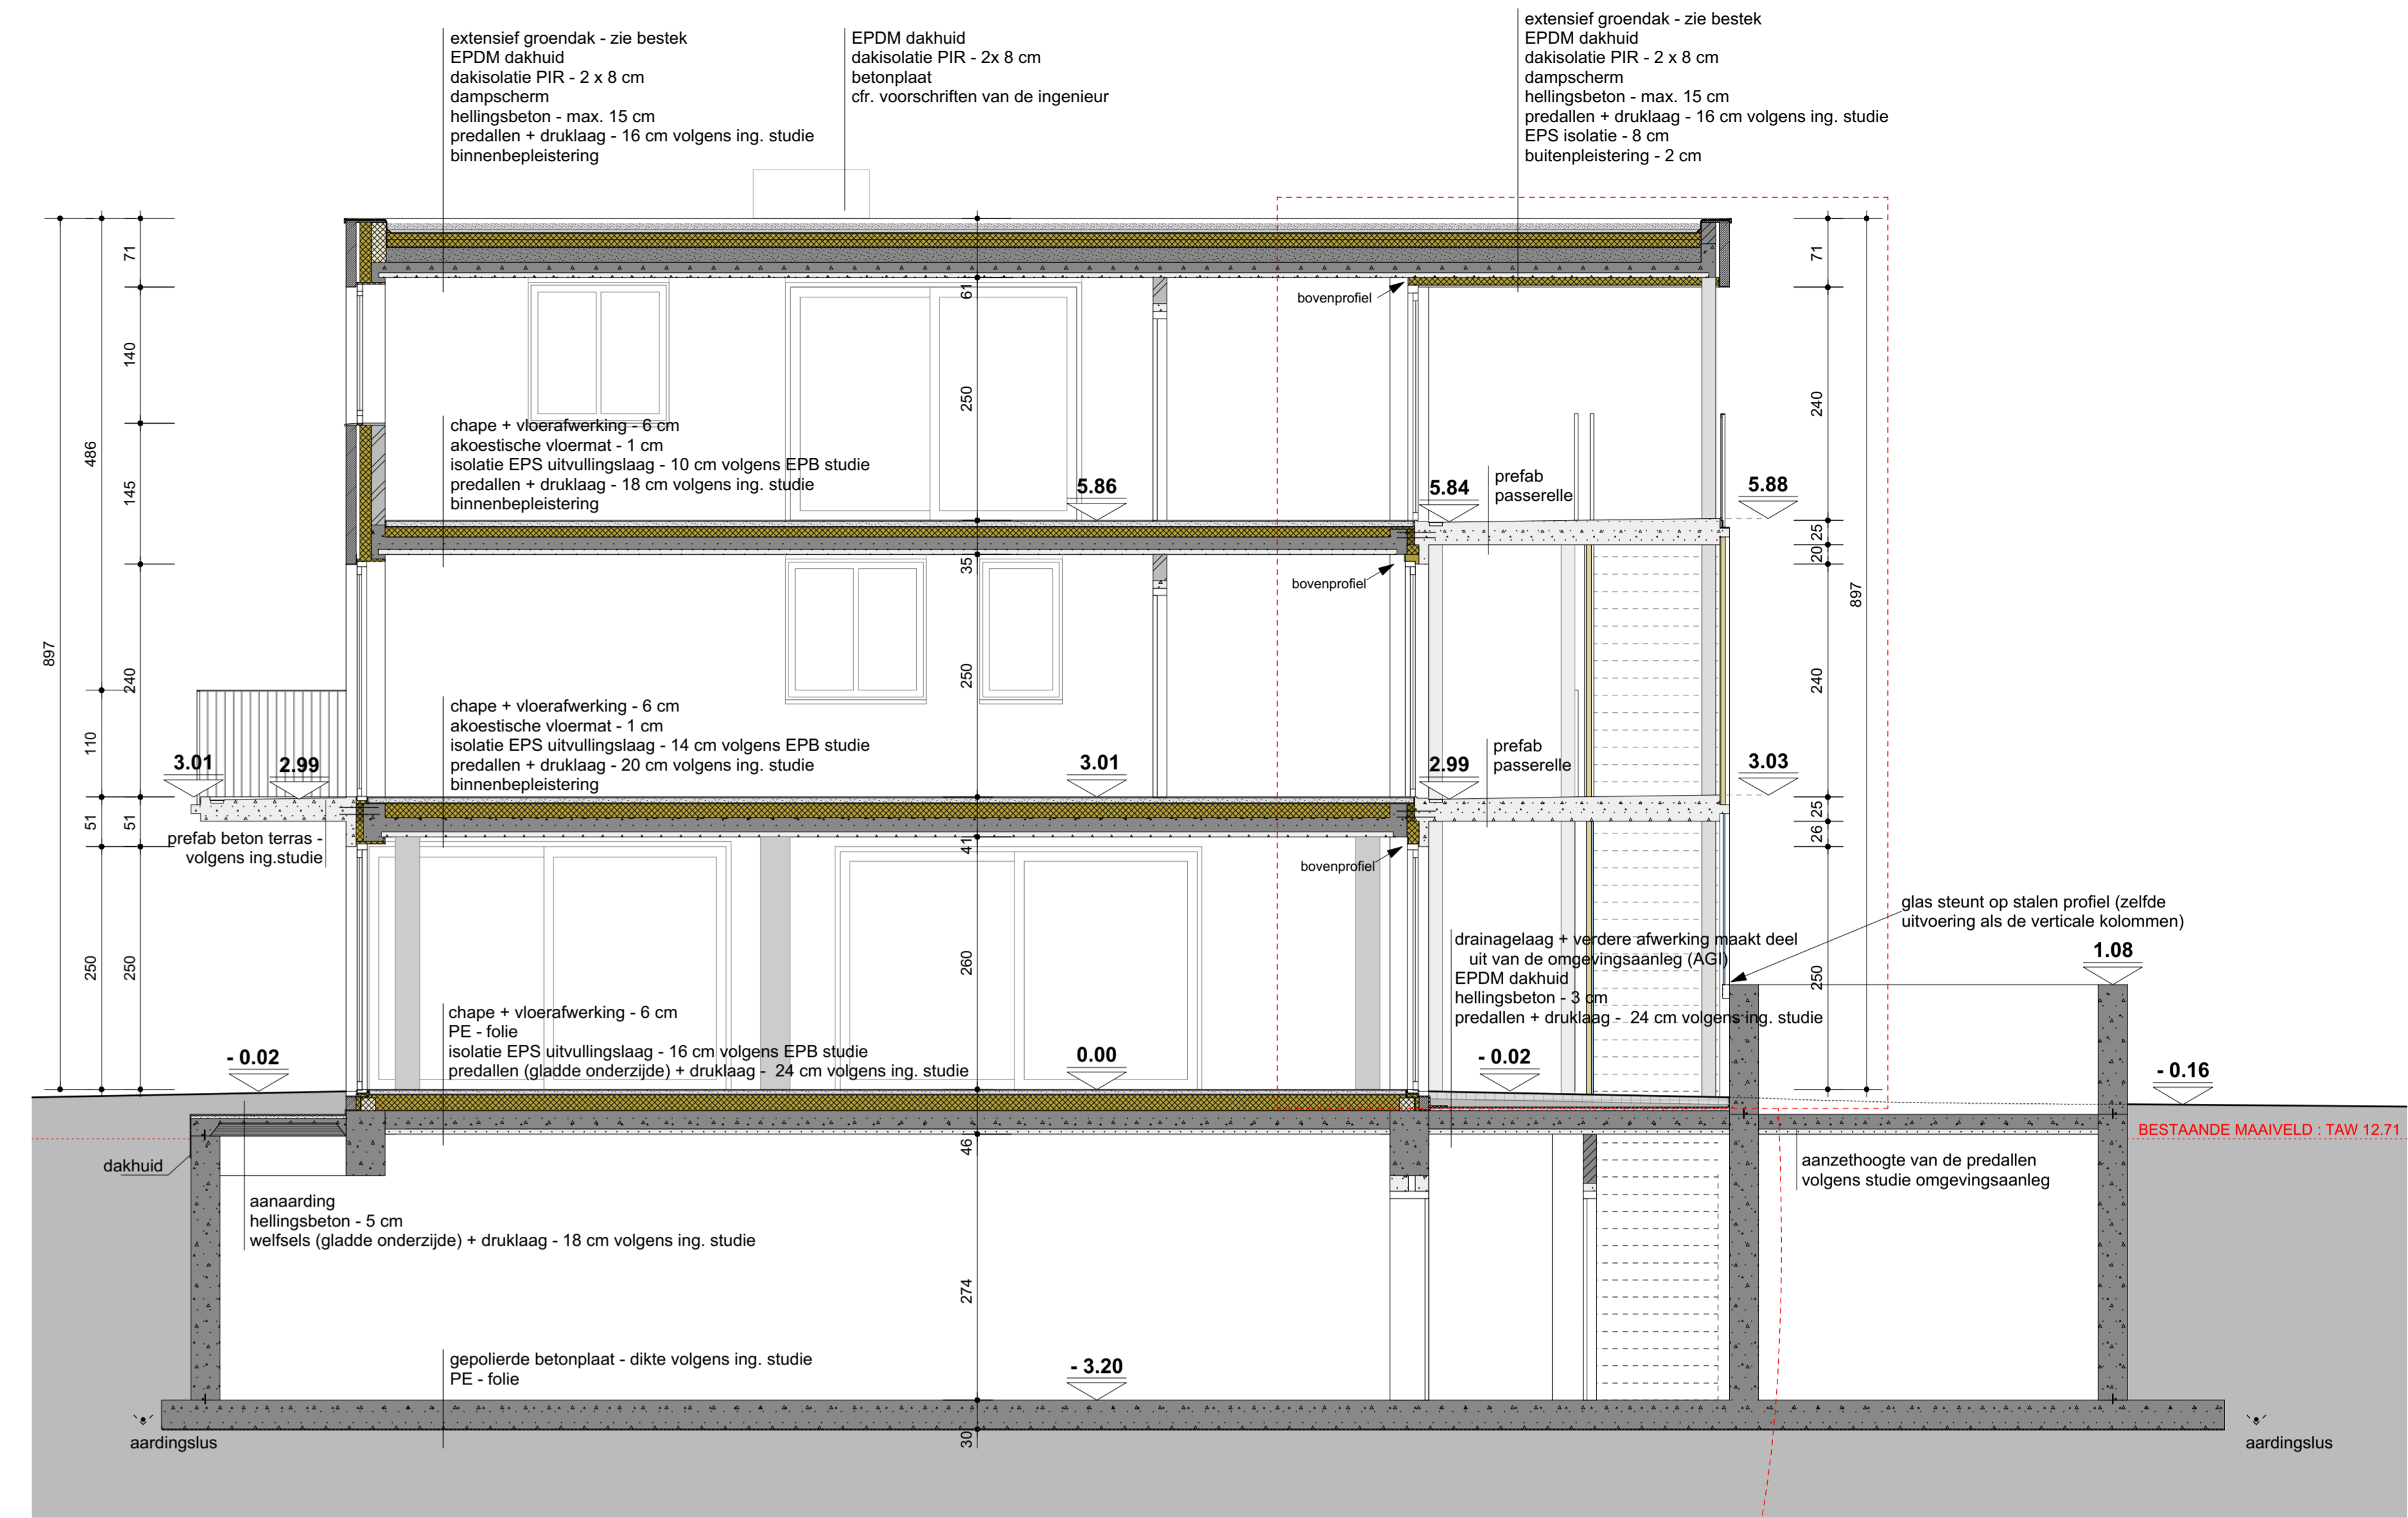 extensief groendak - zie bestek
EPDM dakhuid
dakisolatie PIR - 2 x 8 cm
dampscherm
hellingsbeton - max. 15 cm
predallen + druklaag - 16 cm volgens ing. studie
binnenbepleistering
EPDM dakhuid
dakisolatie PIR - 2x 8 cm
betonplaat
cfr. voorschriften van de ingenieur
extensief groendak - zie bestek
EPDM dakhuid
dakisolatie PIR - 2 x 8 cm
dampscherm
hellingsbeton - max. 15 cm
predallen + druklaag - 16 cm volgens ing. studie
EPS isolatie - 8 cm
buitenpleistering - 2 cm
71
140
145
240
51
250
486
110
51
250
897
61
250
35
250
41
260
46
274
30
71
240
25
20
240
25
26
250
897
bovenprofiel
chape + vloerafwerking - 6 cm
akoestische vloermat - 1 cm
isolatie EPS uitvullingslaag - 10 cm volgens EPB studie
predallen + druklaag - 18 cm volgens ing. studie
binnenbepleistering
5.86
5.84
prefab
passerelle
5.88
bovenprofiel
chape + vloerafwerking - 6 cm
akoestische vloermat - 1 cm
isolatie EPS uitvullingslaag - 14 cm volgens EPB studie
predallen + druklaag - 20 cm volgens ing. studie
binnenbepleistering
3.01
2.99
3.01
2.99
prefab
passerelle
3.03
prefab beton terras -
volgens ing.studie
bovenprofiel
glas steunt op stalen profiel (zelfde
uitvoering als de verticale kolommen)
drainagelaag + verdere afwerking maakt deel
uit van de omgevingsaanleg (AGI)
EPDM dakhuid
hellingsbeton - 3 cm
predallen + druklaag - 24 cm volgens ing. studie
1.08
chape + vloerafwerking - 6 cm
PE - folie
isolatie EPS uitvullingslaag - 16 cm volgens EPB studie
predallen (gladde onderzijde) + druklaag - 24 cm volgens ing. studie
- 0.02
0.00
- 0.02
- 0.16
BESTAANDE MAAIVELD : TAW 12.71
dakhuid
aanzethoogte van de predallen
volgens studie omgevingsaanleg
aanaarding
hellingsbeton - 5 cm
welfsels (gladde onderzijde) + druklaag - 18 cm volgens ing. studie
gepolierde betonplaat - dikte volgens ing. studie
PE - folie
- 3.20
aardingslus
aardingslus